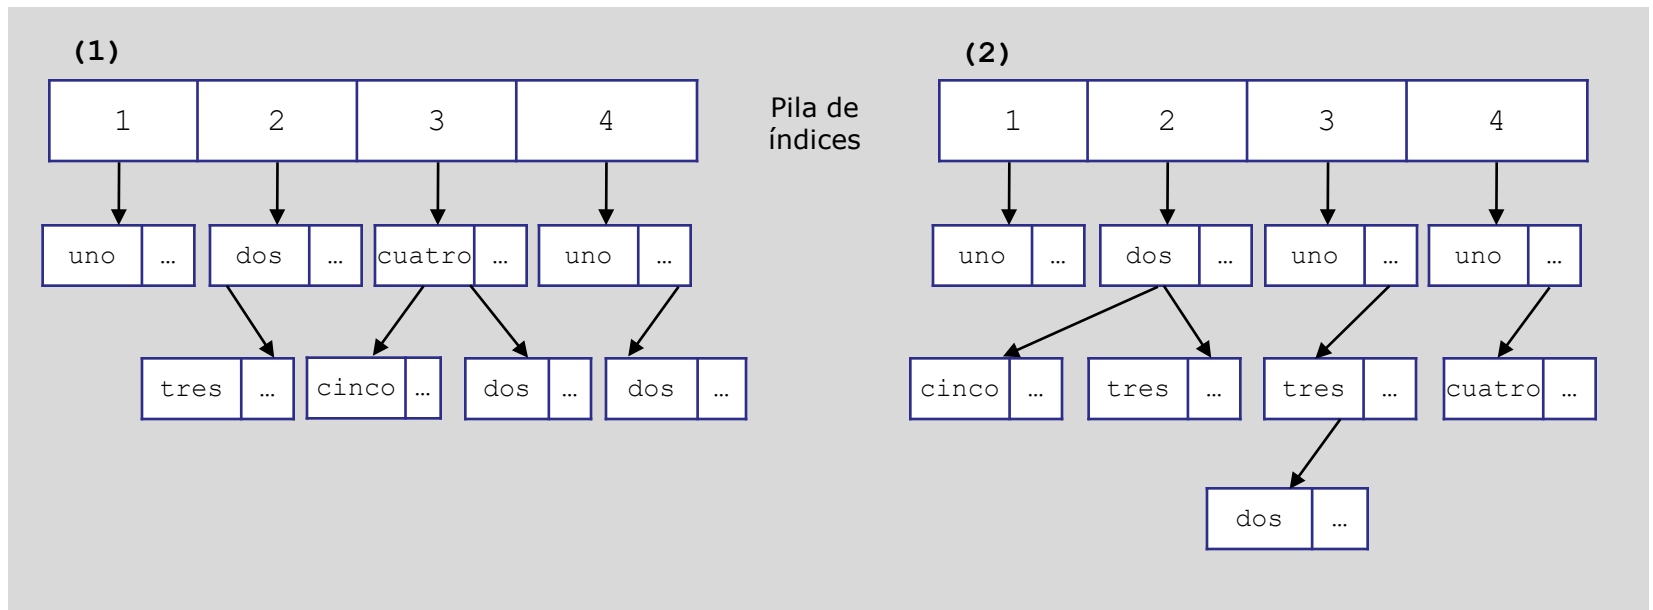 (1)
(2)
1 2 3 4
Pila de
índices
1 2 3 4
uno … dos … cuatro … uno …
uno … dos … uno … uno …
tres … cinco … dos … dos …
cinco … tres … tres … cuatro …
dos …